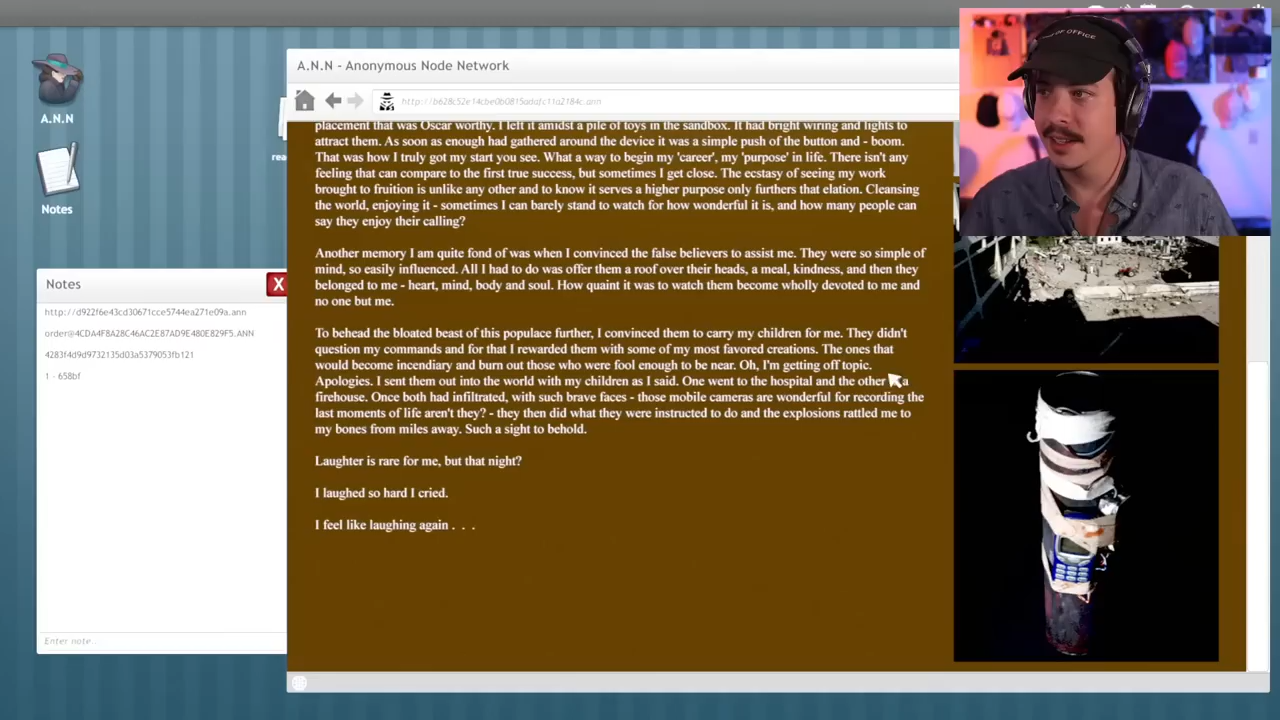 A.N.N - Anonymous Node Network
A.N.N
http://b628c52e14cbe0b0815adafc11a2184c.ann
placement that was Oscar worthy. I left it amidst a pile of toys in the sandbox. It had bright wiring and lights to
attract them. As soon as enough had gathered around the device it was a simple push of the button and - boom.
That was how I truly got my start you see. What a way to begin my 'career', my 'purpose' in life. There isn't any
feeling that can compare to the first true success, but sometimes I get close. The ecstasy of seeing my work
brought to fruition is unlike any other and to know it serves a higher purpose only furthers that elation. Cleansing
the world, enjoying it - sometimes I can barely stand to watch for how wonderful it is, and how many people can
say they enjoy their calling?
Another memory I am quite fond of was when I convinced the false believers to assist me. They were so simple of
mind, so easily influenced. All I had to do was offer them a roof over their heads, a meal, kindness, and then they
belonged to me - heart, mind, body and soul. How quaint it was to watch them become wholly devoted to me and
no one but me.
To behead the bloated beast of this populace further, I convinced them to carry my children for me. They didn't
question my commands and for that I rewarded them with some of my most favored creations. The ones that
would become incendiary and burn out those who were fool enough to be near. Oh, I'm getting off topic.
Apologies. I sent them out into the world with my children as I said. One went to the hospital and the other a
firehouse. Once both had infiltrated, with such brave faces - those mobile cameras are wonderful for recording the
last moments of life aren't they? - they then did what they were instructed to do and the explosions rattled me to
my bones from miles away. Such a sight to behold.
Laughter is rare for me, but that night?
I laughed so hard I cried.
I feel like laughing again . . .
Notes
Notes
X
http://d922f6e43cd30671cce5744ea271e09a.ann
order@4CDA4F8A28C46AC2E87AD9E480E829F5.ANN
4283f4d9d9732135d03a5379053fb121
1 - 658bf
Enter note..
OF OFFICE